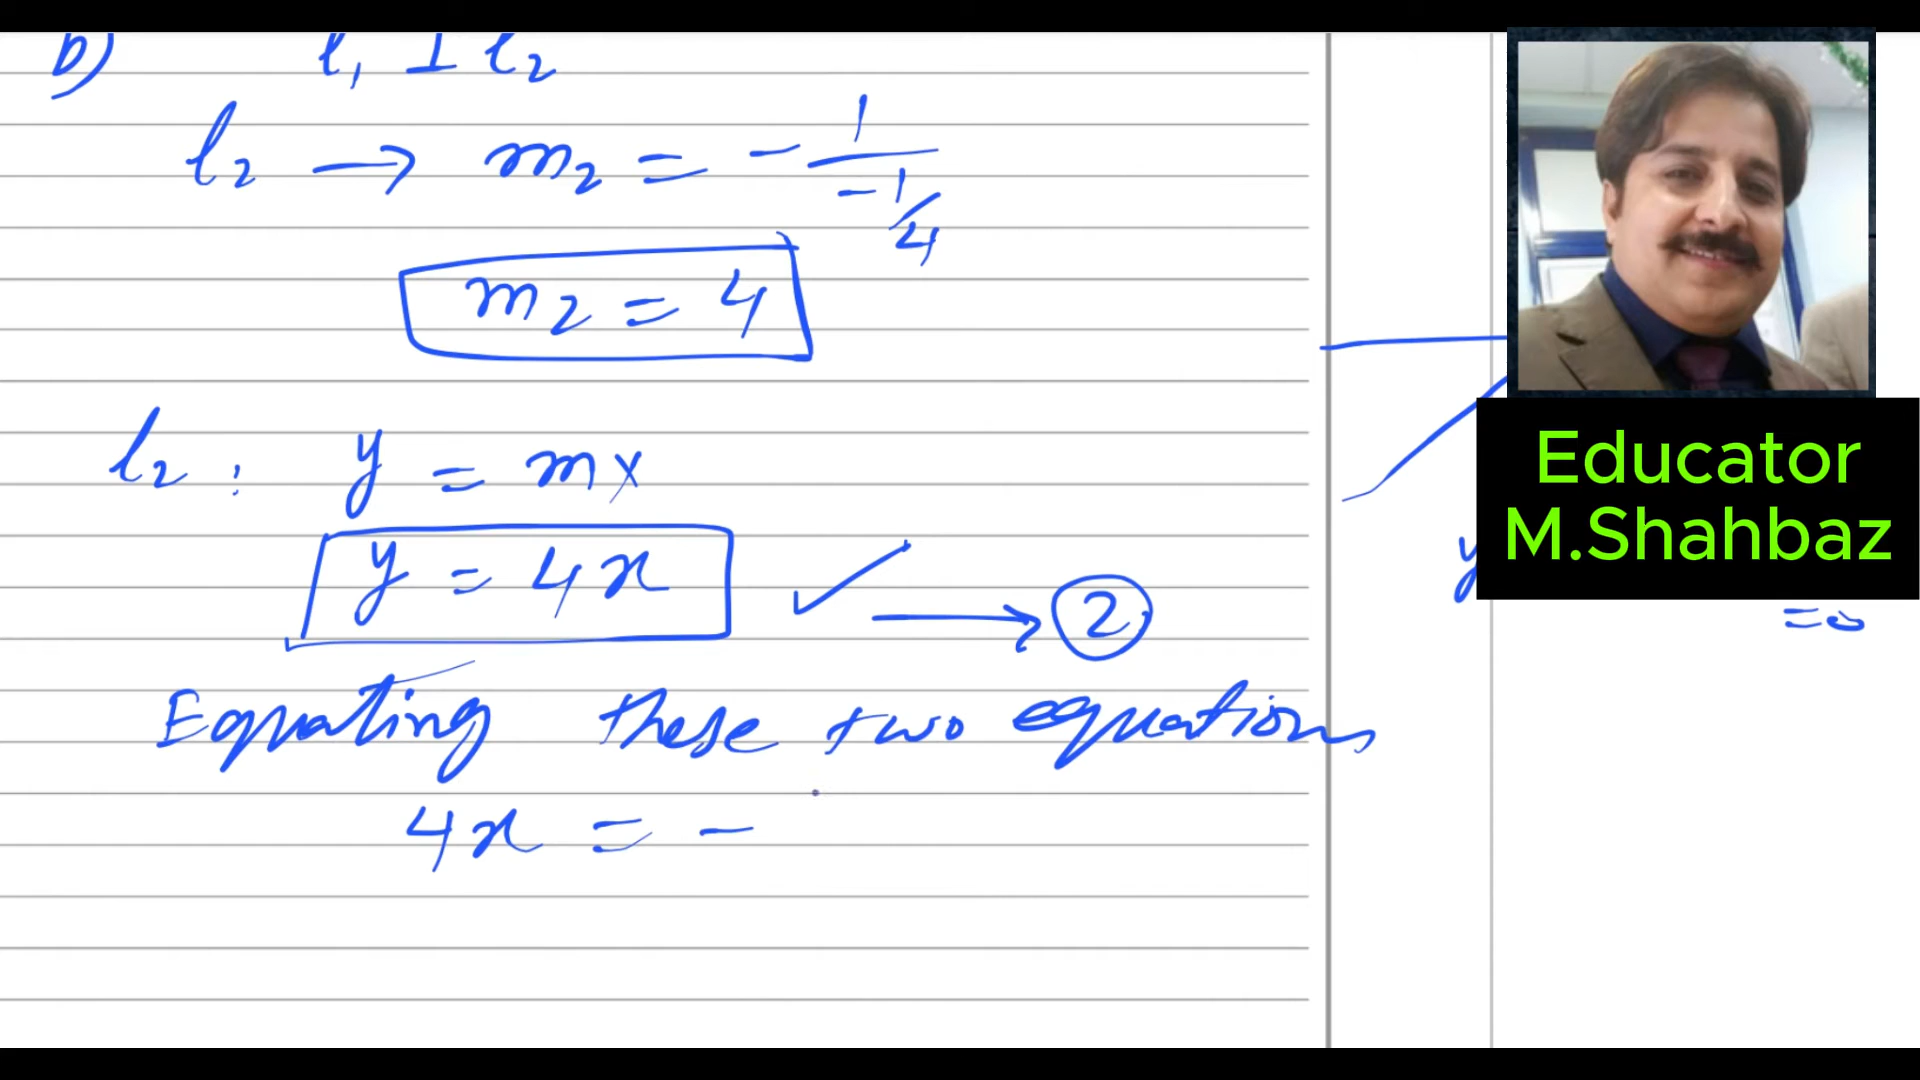 b) l₁ ⊥ l₂
l₂ → m₂ = - 1/(-1/4)
m₂ = 4
l₂ : y = mx
y = 4x ✓ → ②
Equating these two equations
4x = -
Educator
M.Shahbaz
y
=0